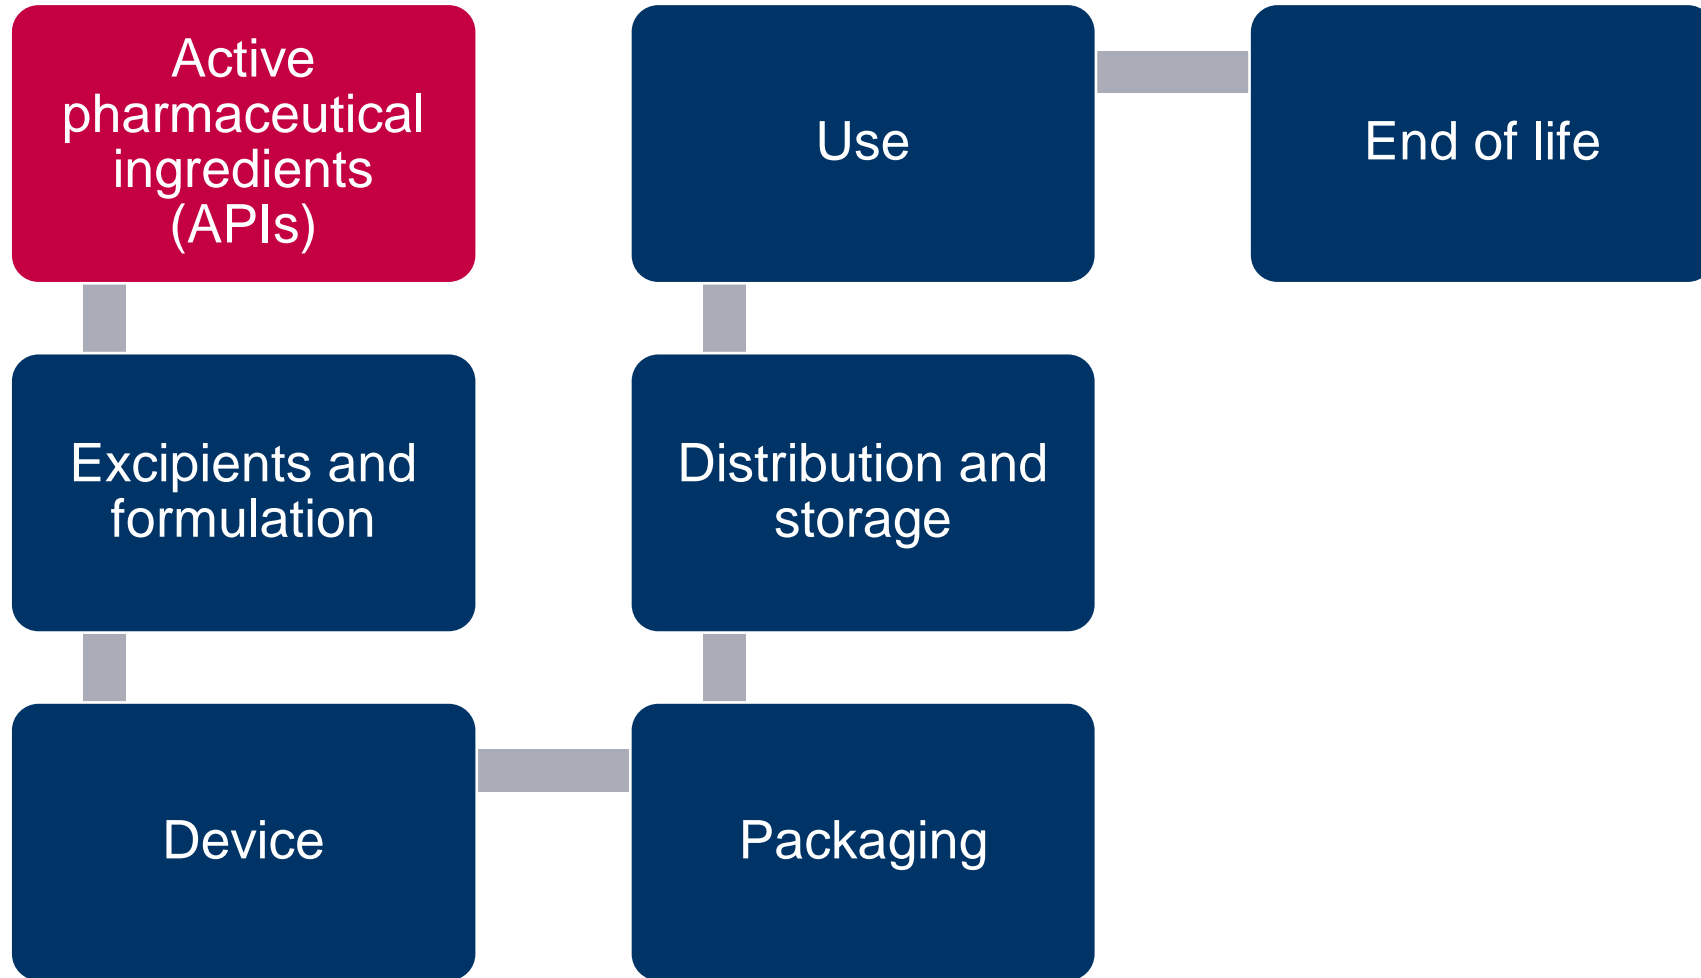 Active
pharmaceutical
ingredients
(APIs)
Excipients and
formulation
Device
Packaging
Distribution and
storage
Use
End of life